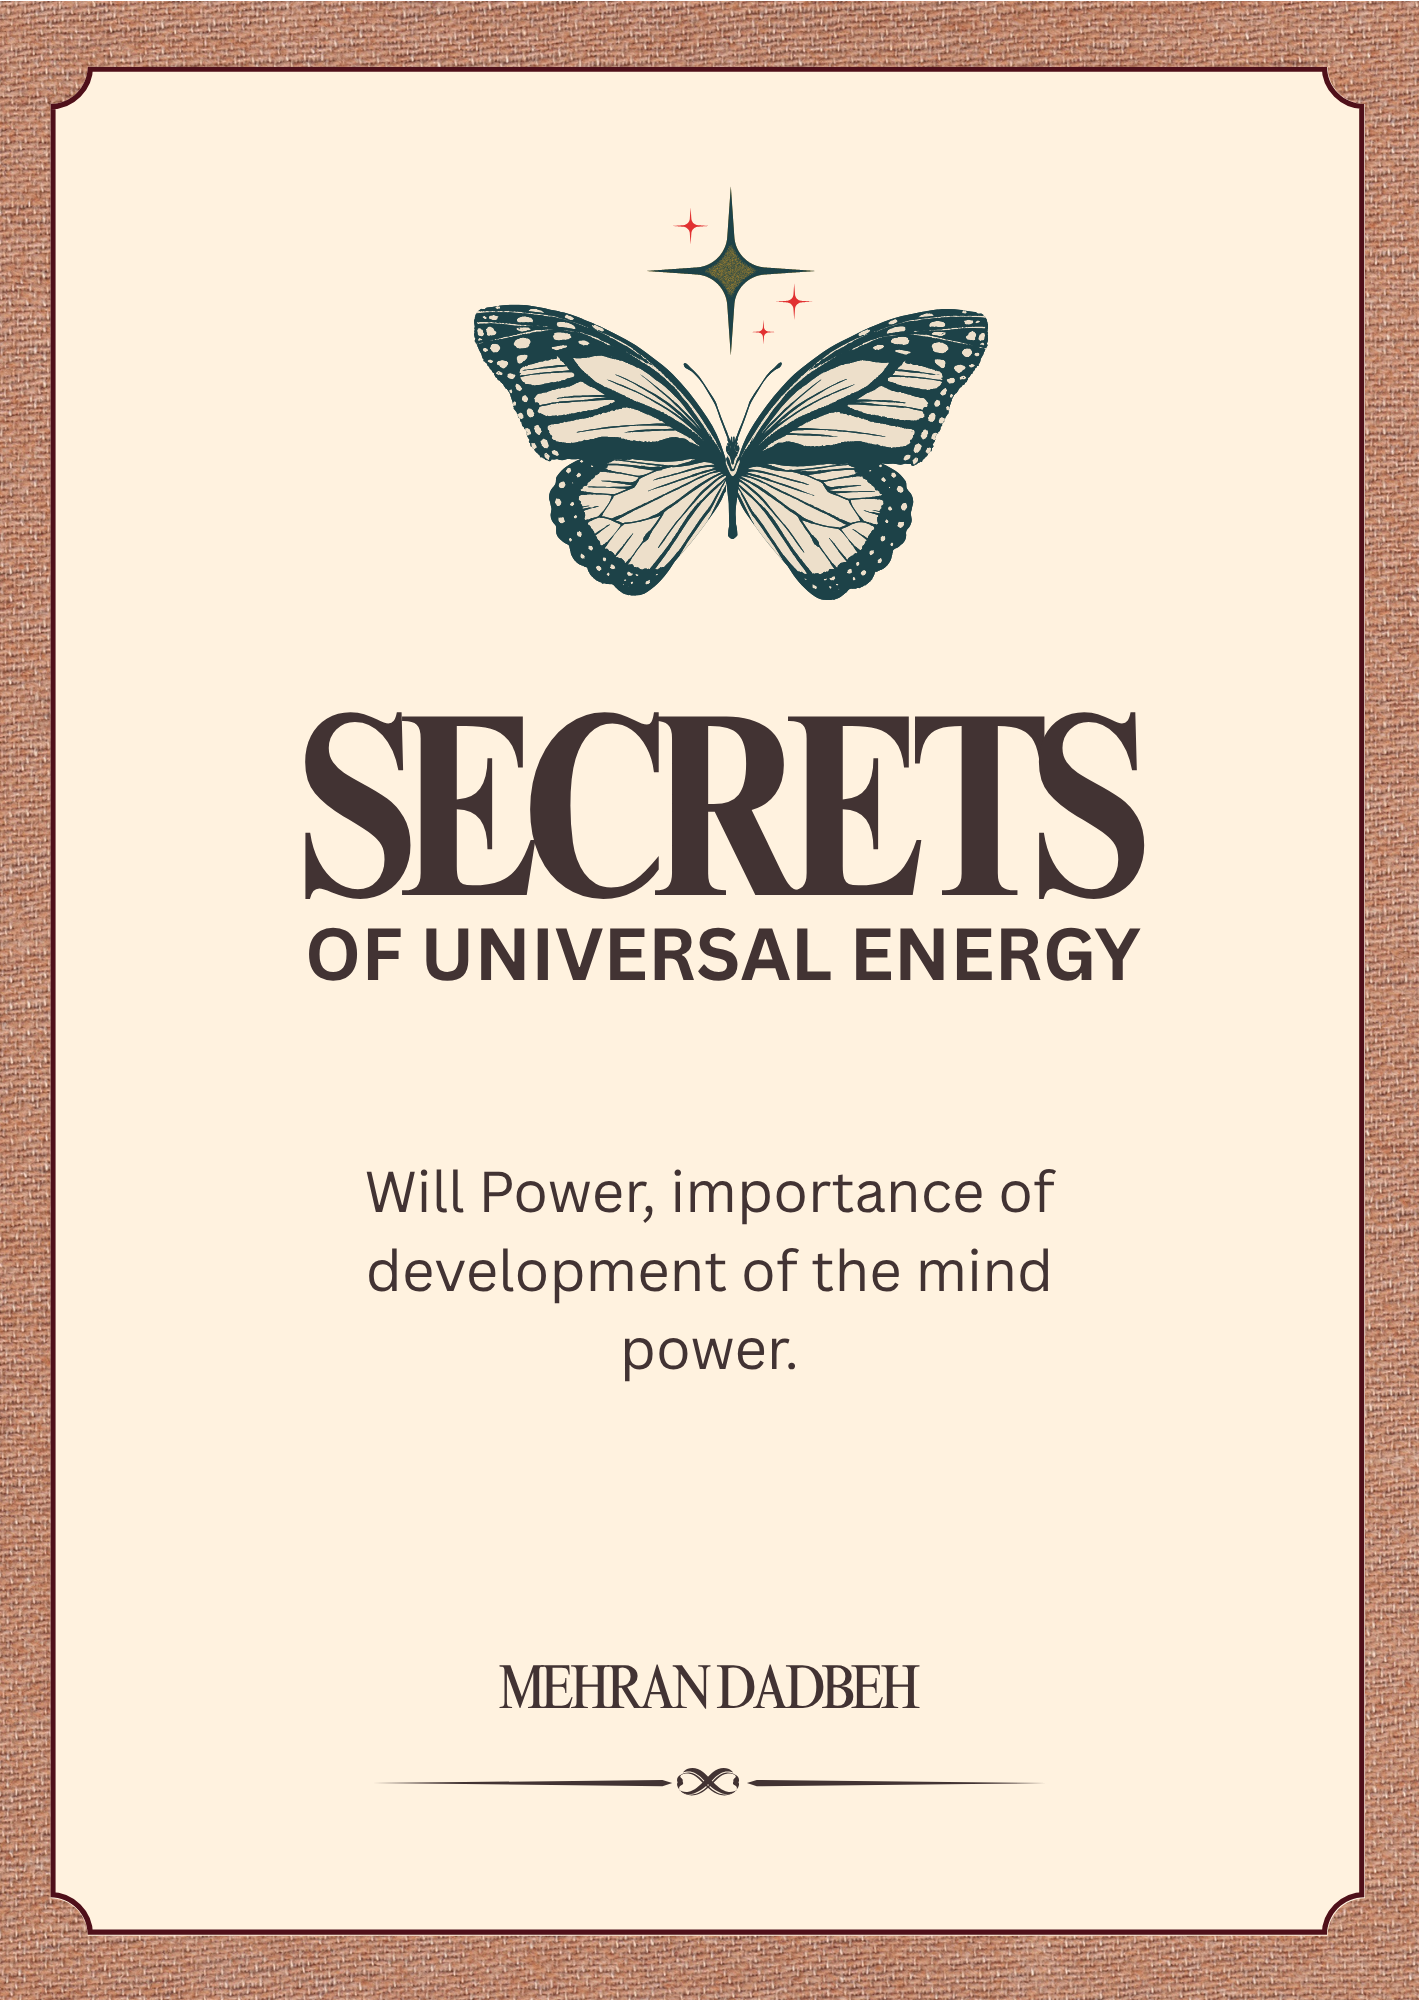 SECRETS
OF UNIVERSAL ENERGY
Will Power, importance of
development of the mind
power.
MEHRAN DADBEH